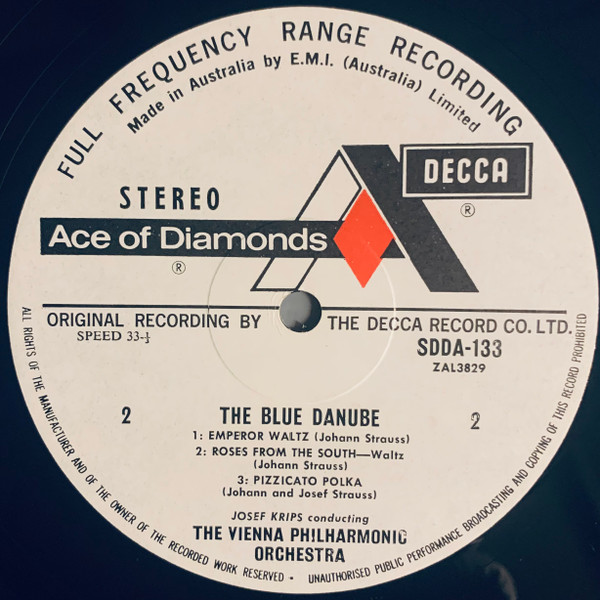 FULL FREQUENCY RANGE RECORDING
Made in Australia by E.M.I. (Australia) Limited
DECCA
®
STEREO
Ace of Diamonds
®
ORIGINAL RECORDING BY THE DECCA RECORD CO. LTD.
SPEED 33-⅓
SDDA-133
ZAL3829
2
THE BLUE DANUBE
2
1: EMPEROR WALTZ (Johann Strauss)
2: ROSES FROM THE SOUTH—Waltz
(Johann Strauss)
3: PIZZICATO POLKA
(Johann and Josef Strauss)
JOSEF KRIPS conducting
THE VIENNA PHILHARMONIC
ORCHESTRA
ALL RIGHTS OF THE MANUFACTURER AND OF THE OWNER OF THE RECORDED WORK RESERVED • UNAUTHORISED PUBLIC PERFORMANCE BROADCASTING AND COPYING OF THIS RECORD PROHIBITED